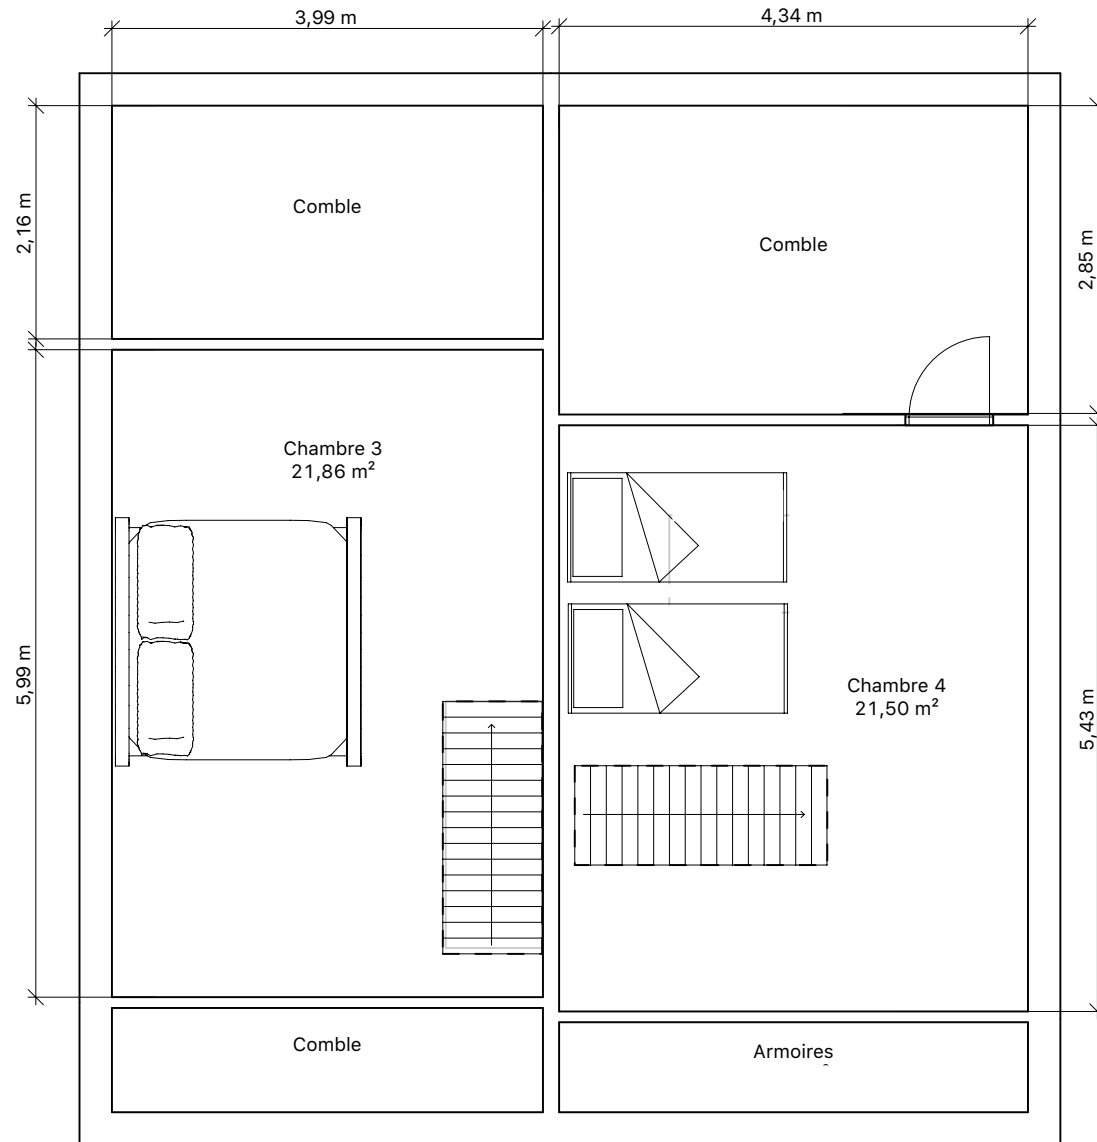 3,99 m
4,34 m
2,16 m
Comble
Comble
2,85 m
Chambre 3
21,86 m²
5,99 m
Chambre 4
21,50 m²
5,43 m
Comble
Armoires